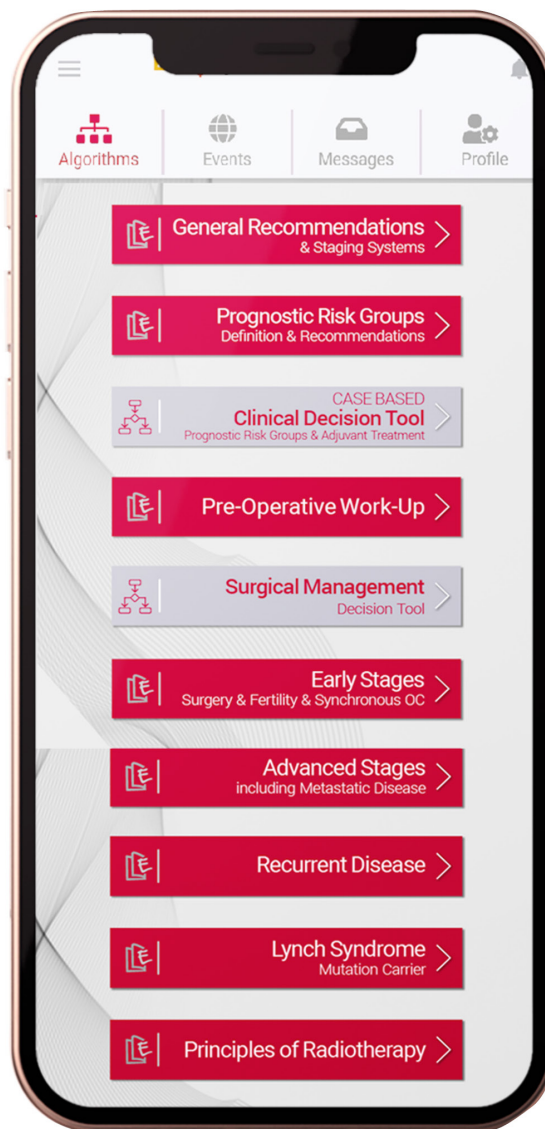 Algorithms
Events
Messages
Profile
General Recommendations
& Staging Systems
Prognostic Risk Groups
Definition & Recommendations
CASE BASED
Clinical Decision Tool
Prognostic Risk Groups & Adjuvant Treatment
Pre-Operative Work-Up
Surgical Management
Decision Tool
Early Stages
Surgery & Fertility & Synchronous OC
Advanced Stages
including Metastatic Disease
Recurrent Disease
Lynch Syndrome
Mutation Carrier
Principles of Radiotherapy